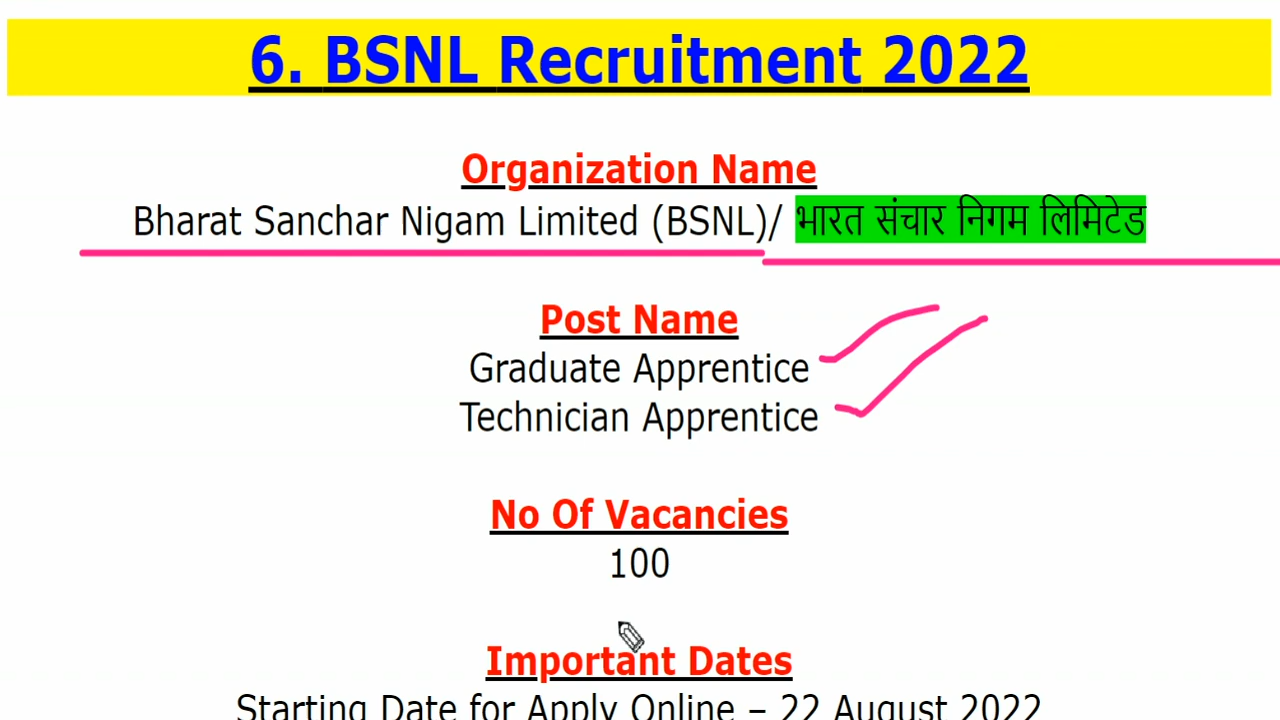 6. BSNL Recruitment 2022
Organization Name
Bharat Sanchar Nigam Limited (BSNL)/ भारत संचार निगम लिमिटेड
Post Name
Graduate Apprentice
Technician Apprentice
No Of Vacancies
100
Important Dates
Starting Date for Apply Online – 22 August 2022